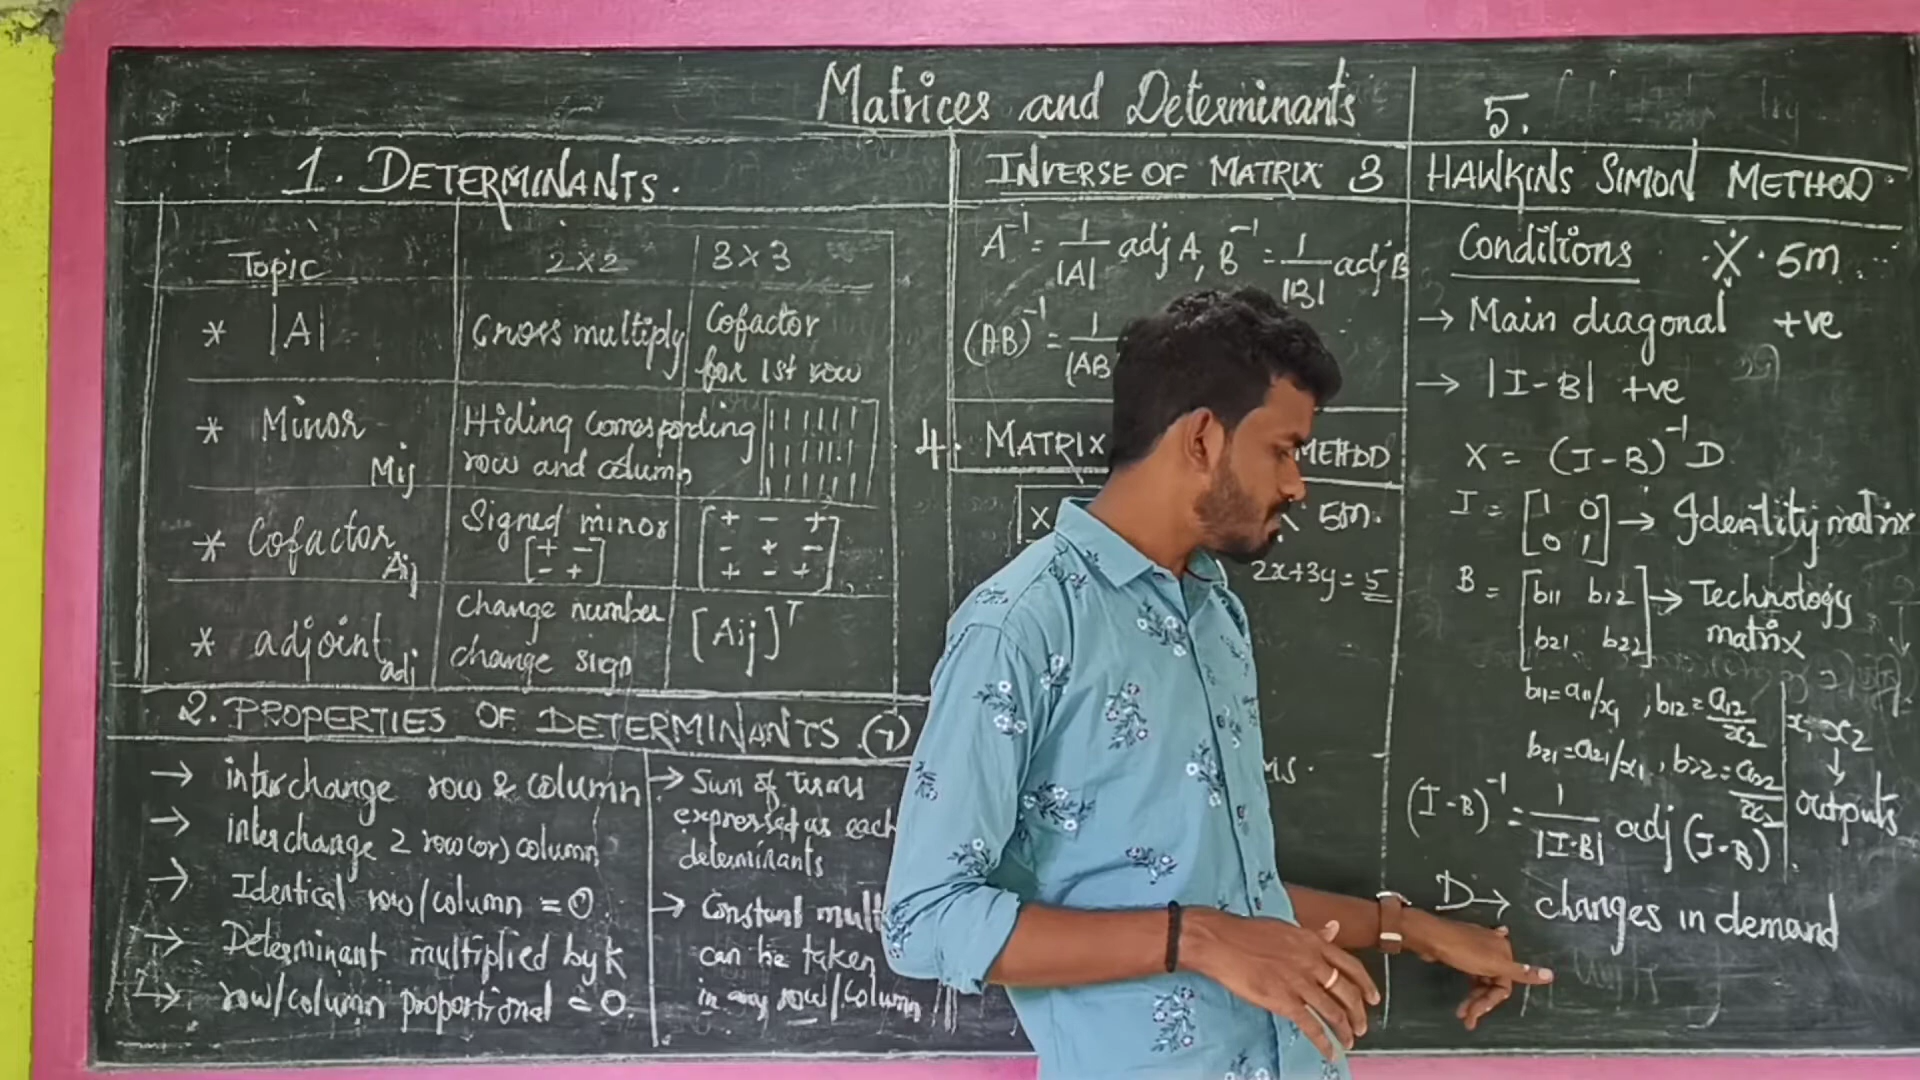 Matrices and Determinants
1. DETERMINANTS.
Topic 2x2 3x3
* |A| Cross multiply Cofactor for 1st row
* Minor Mij Hiding Corresponding row and column
* Cofactor Aij Signed minor [+ - - +] [+ - + - + - + - +]
* adjoint adj change number change sign [Aij]ᵀ
2. PROPERTIES OF DETERMINANTS. (7)
→ interchange row & column
→ interchange 2 row(or) column
→ Identical row/column = 0.
→ Determinant multiplied by k
→ row/column proportional = 0.
→ Sum of terms
expressed as each
determinants
→ Constant mult
can be taken
in any row/column
INVERSE OF MATRIX 3
A⁻¹ = 1/|A| adj A, B⁻¹ = 1/|B| adj B
(AB)⁻¹ = 1/|AB
4. MATRIX METHOD
X 5m.
2x+3y=5
5.
HAWKINS SIMON METHOD
Conditions 5m
→ Main diagonal +ve
→ |I-B| +ve
X = (I-B)⁻¹ D
I = [1 0 0 1] → Identity matrix
B = [b11 b12 b21 b22] → Technology matrix
b11=a11/x1, b12=a12/x2
b21=a21/x1, b22=a22/x2
x1 x2
↓
outputs
(I-B)⁻¹ = 1/|I-B| adj (I-B)
D → changes in demand